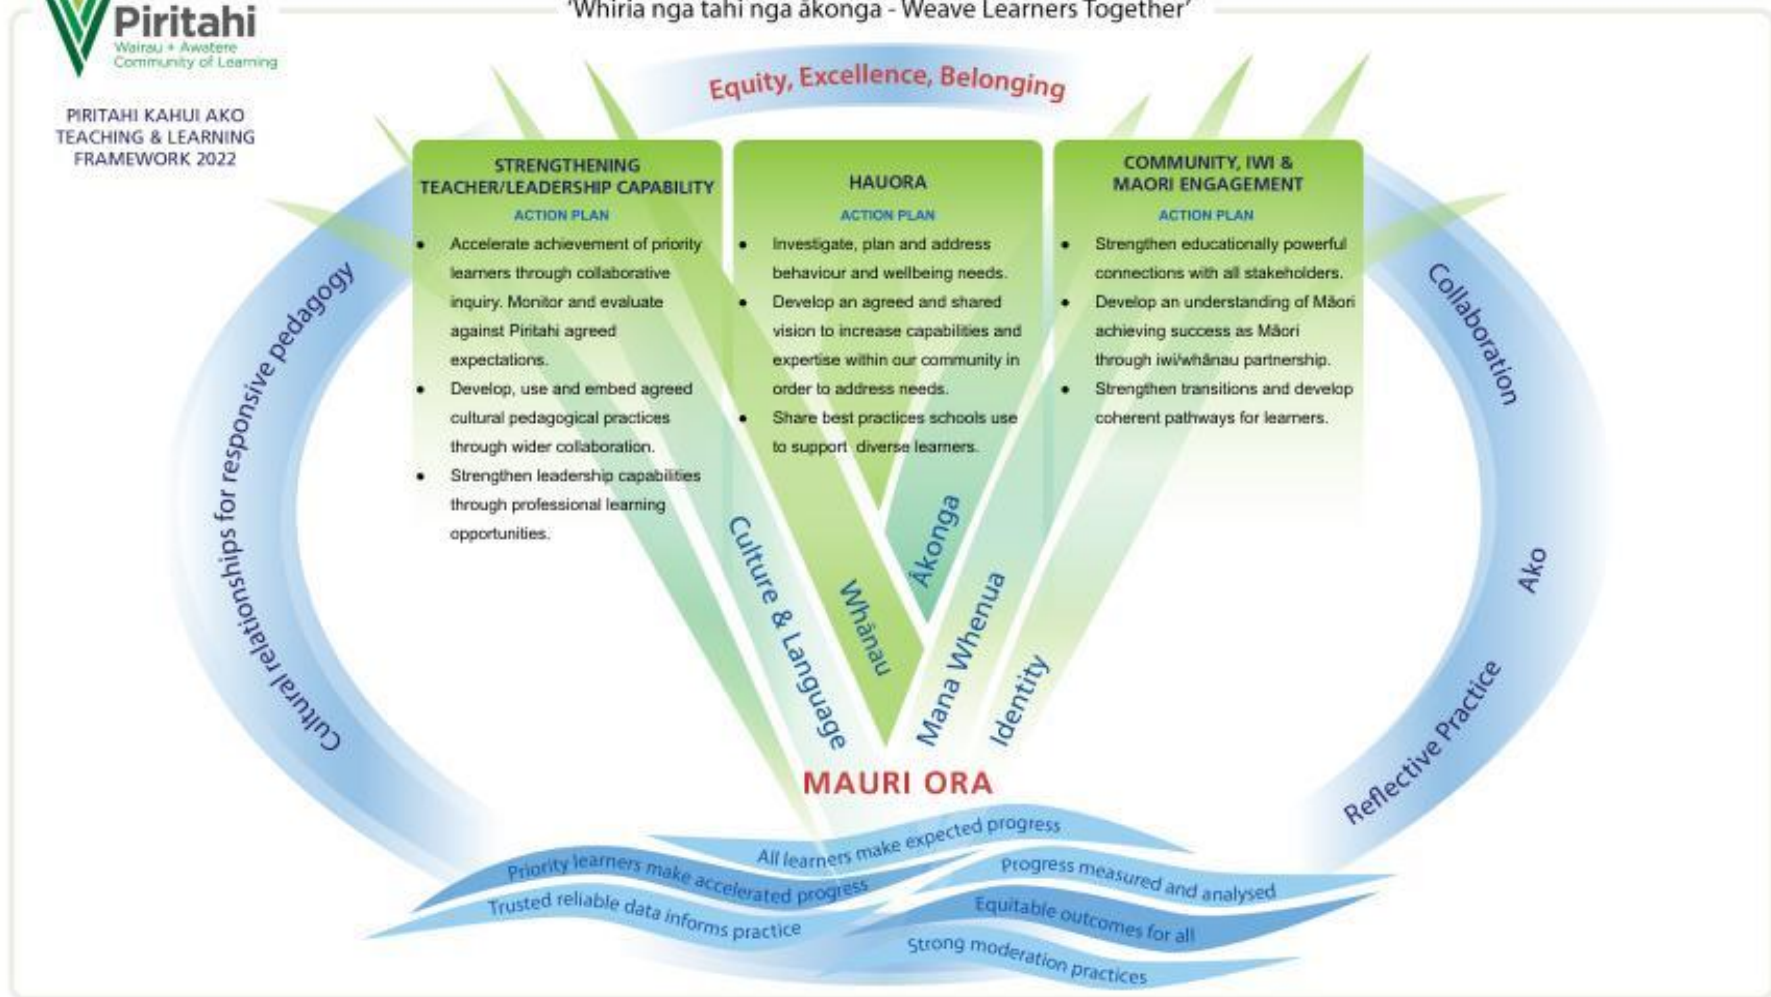 'Whiria nga tahi nga ākonga - Weave Learners Together'
Piritahi
Wairau + Awatere
Community of Learning
PIRITAHI KAHUI AKO
TEACHING & LEARNING
FRAMEWORK 2022
Equity, Excellence, Belonging
STRENGTHENING
TEACHER/LEADERSHIP CAPABILITY
ACTION PLAN
• Accelerate achievement of priority
learners through collaborative
inquiry. Monitor and evaluate
against Piritahi agreed
expectations.
• Develop, use and embed agreed
cultural pedagogical practices
through wider collaboration.
• Strengthen leadership capabilities
through professional learning
opportunities.
HAUORA
ACTION PLAN
• Investigate, plan and address
behaviour and wellbeing needs.
• Develop an agreed and shared
vision to increase capabilities and
expertise within our community in
order to address needs.
• Share best practices schools use
to support diverse learners.
COMMUNITY, IWI &
MAORI ENGAGEMENT
ACTION PLAN
• Strengthen educationally powerful
connections with all stakeholders.
• Develop an understanding of Māori
achieving success as Māori
through iwi/whānau partnership.
• Strengthen transitions and develop
coherent pathways for learners.
Cultural relationships for responsive pedagogy
Collaboration
Ako
Reflective Practice
Culture & Language
Whānau
Ākonga
Mana Whenua
Identity
MAURI ORA
All learners make expected progress
Priority learners make accelerated progress
Progress measured and analysed
Trusted reliable data informs practice
Equitable outcomes for all
Strong moderation practices